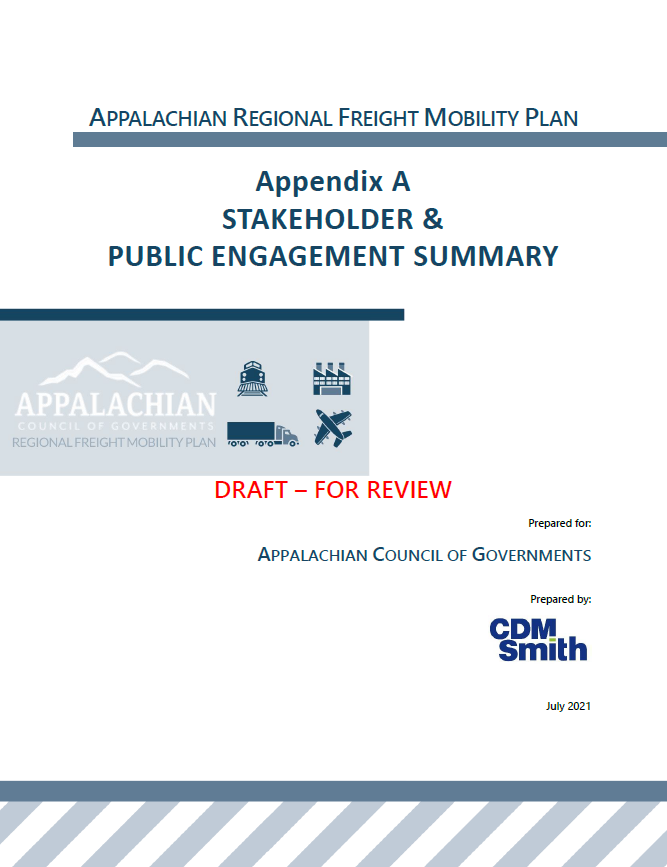 APPALACHIAN REGIONAL FREIGHT MOBILITY PLAN
Appendix A
STAKEHOLDER &
PUBLIC ENGAGEMENT SUMMARY
APPALACHIAN
COUNCIL OF GOVERNMENTS
REGIONAL FREIGHT MOBILITY PLAN
DRAFT – FOR REVIEW
Prepared for:
APPALACHIAN COUNCIL OF GOVERNMENTS
Prepared by:
CDM
Smith
July 2021